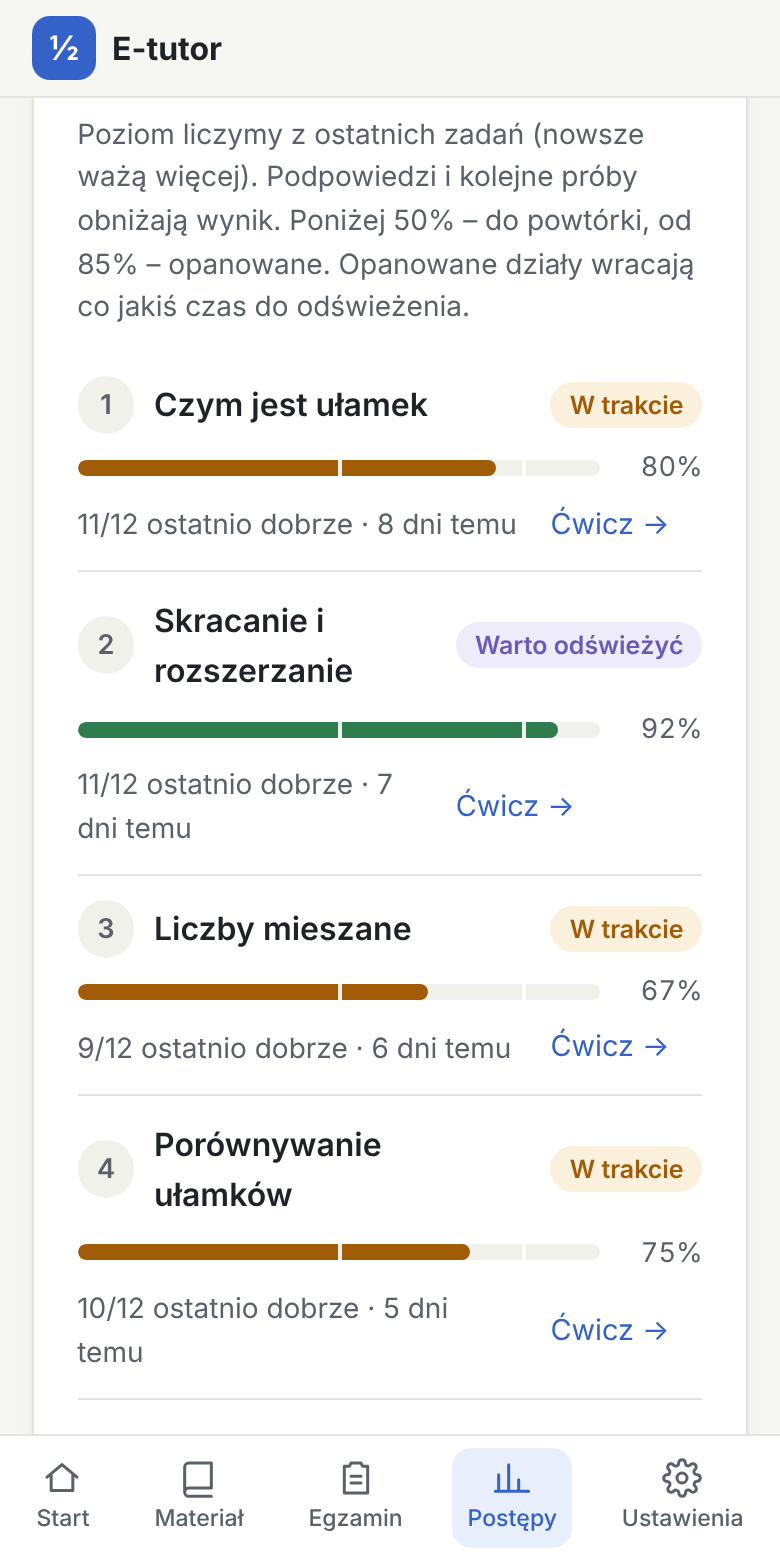 ½ E-tutor
Poziom liczymy z ostatnich zadań (nowsze
ważą więcej). Podpowiedzi i kolejne próby
obniżają wynik. Poniżej 50% – do powtórki, od
85% – opanowane. Opanowane działy wracają
co jakiś czas do odświeżenia.
1 Czym jest ułamek W trakcie
80%
11/12 ostatnio dobrze · 8 dni temu Ćwicz →
2 Skracanie i
rozszerzanie
Warto odświeżyć
92%
11/12 ostatnio dobrze · 7
dni temu
Ćwicz →
3 Liczby mieszane W trakcie
67%
9/12 ostatnio dobrze · 6 dni temu Ćwicz →
4 Porównywanie
ułamków
W trakcie
75%
10/12 ostatnio dobrze · 5 dni
temu
Ćwicz →
Start Materiał Egzamin Postępy Ustawienia